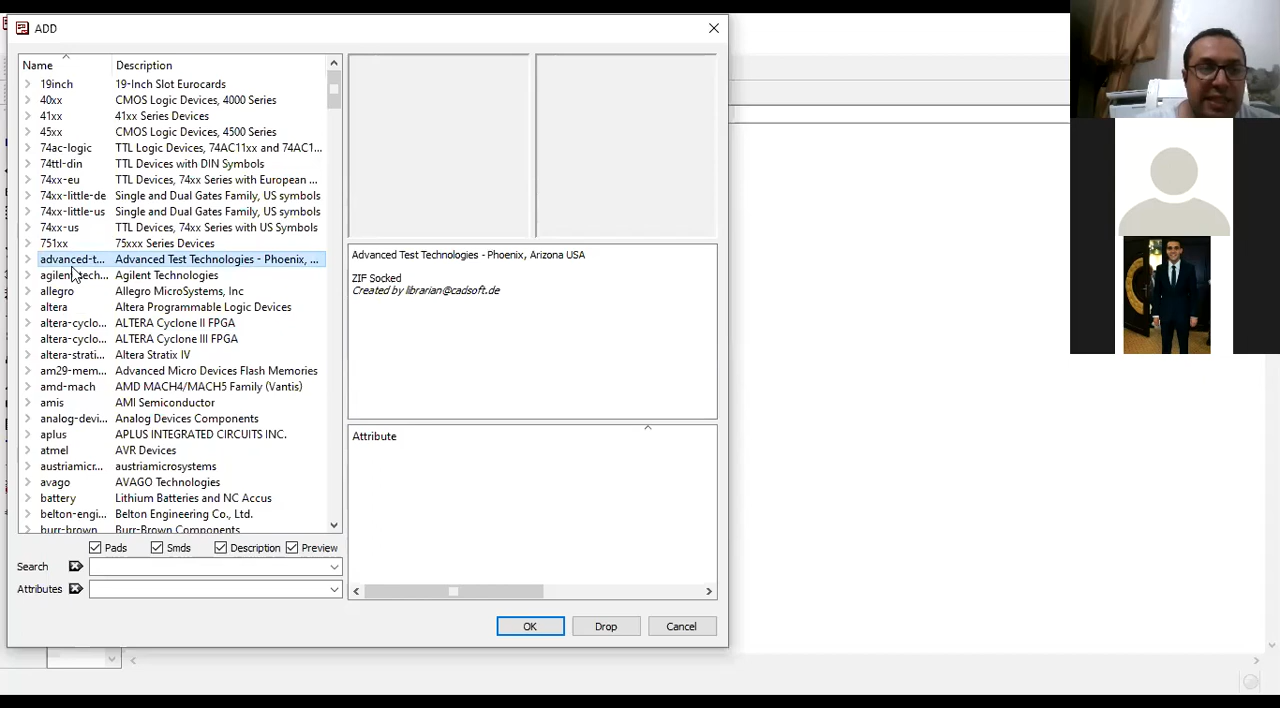 ADD
Name Description
19inch 19-Inch Slot Eurocards
40xx CMOS Logic Devices, 4000 Series
41xx 41xx Series Devices
45xx CMOS Logic Devices, 4500 Series
74ac-logic TTL Logic Devices, 74AC11xx and 74AC1...
74ttl-din TTL Devices with DIN Symbols
74xx-eu TTL Devices, 74xx Series with European ...
74xx-little-de Single and Dual Gates Family, US symbols
74xx-little-us Single and Dual Gates Family, US symbols
74xx-us TTL Devices, 74xx Series with US Symbols
751xx 75xxx Series Devices
advanced-t... Advanced Test Technologies - Phoenix, ...
agilent-tech... Agilent Technologies
allegro Allegro MicroSystems, Inc
altera Altera Programmable Logic Devices
altera-cyclo... ALTERA Cyclone II FPGA
altera-cyclo... ALTERA Cyclone III FPGA
altera-strati... Altera Stratix IV
am29-mem... Advanced Micro Devices Flash Memories
amd-mach AMD MACH4/MACH5 Family (Vantis)
amis AMI Semiconductor
analog-devi... Analog Devices Components
aplus APLUS INTEGRATED CIRCUITS INC.
atmel AVR Devices
austriamicr... austriamicrosystems
avago AVAGO Technologies
battery Lithium Batteries and NC Accus
belton-engi... Belton Engineering Co., Ltd.
burr-brown Burr-Brown Components
Pads Smds Description Preview
Search
Attributes
Advanced Test Technologies - Phoenix, Arizona USA
ZIF Socked
Created by librarian@cadsoft.de
Attribute
OK Drop Cancel